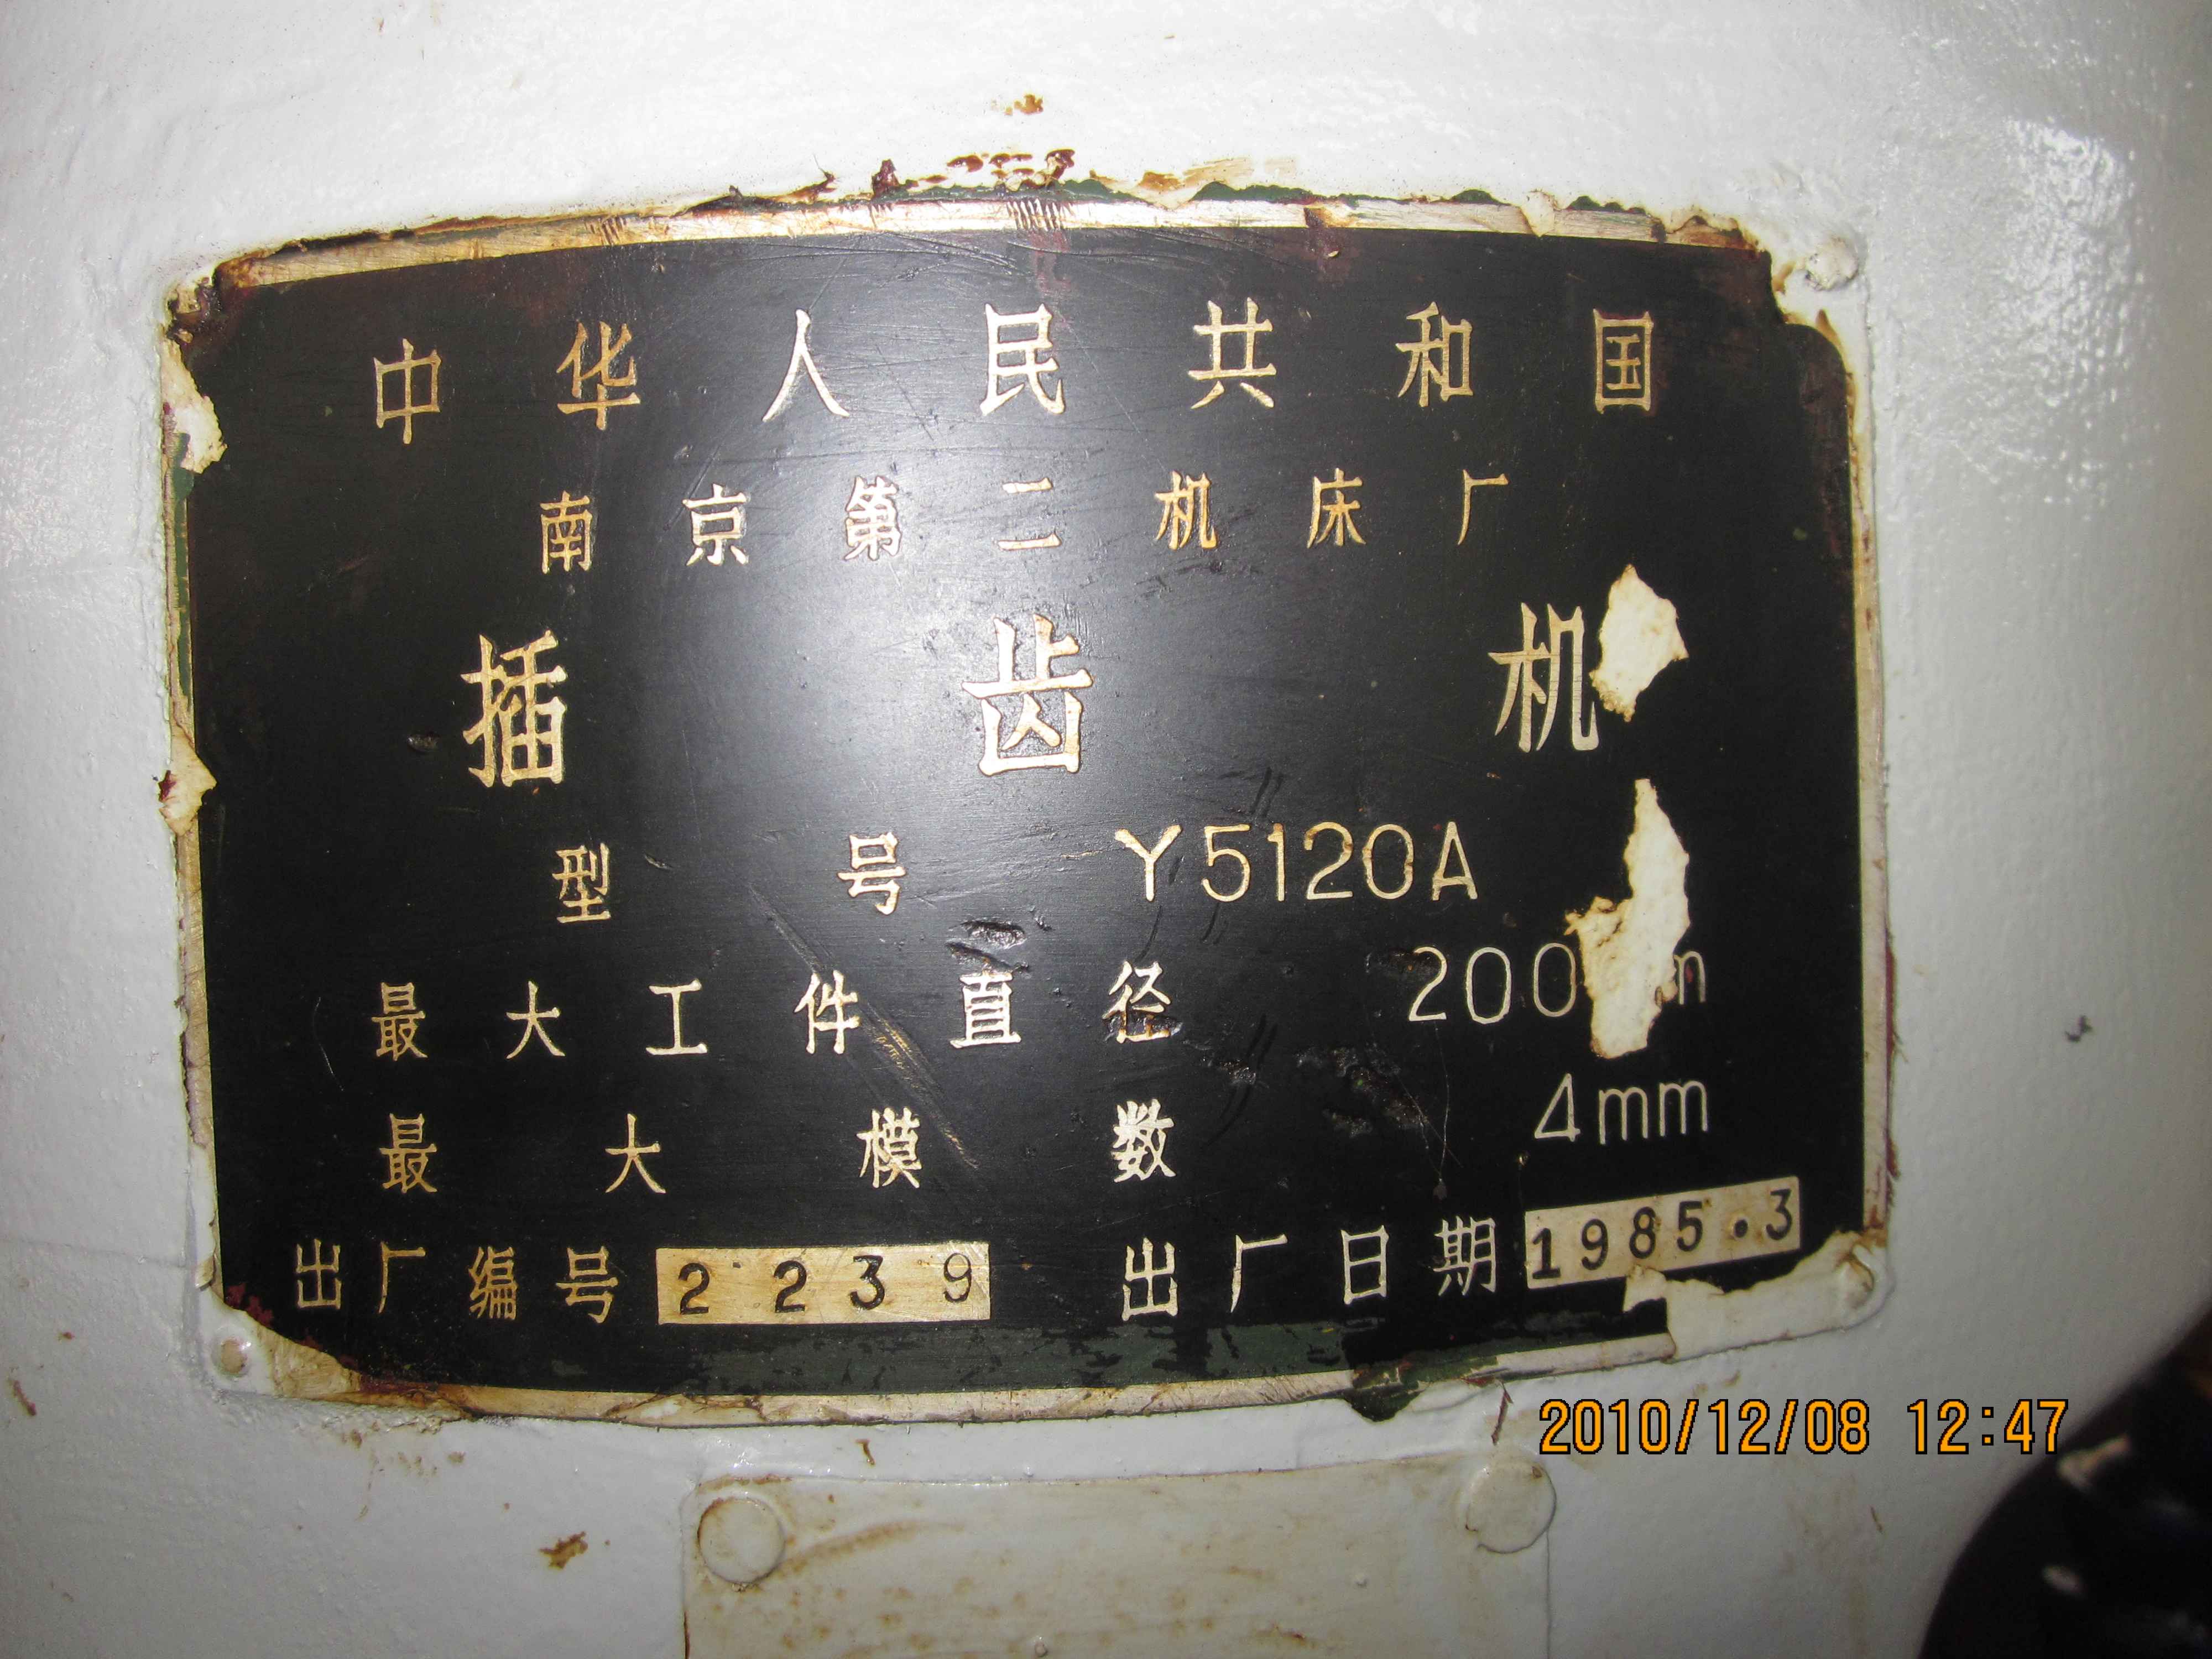 中华人民共和国
南京第二机床厂
插齿机
型号 Y5120A
最大工件直径 200
最大模数 4mm
出厂编号 2239 出厂日期 1985.3
2010/12/08 12:47